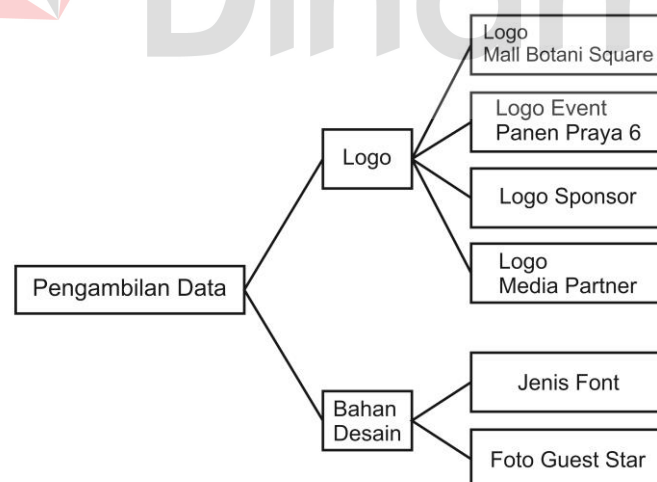 Logo
Mall Botani Square
Logo Event
Panen Praya 6
Logo
Logo Sponsor
Logo
Media Partner
Pengambilan Data
Jenis Font
Bahan
Desain
Foto Guest Star